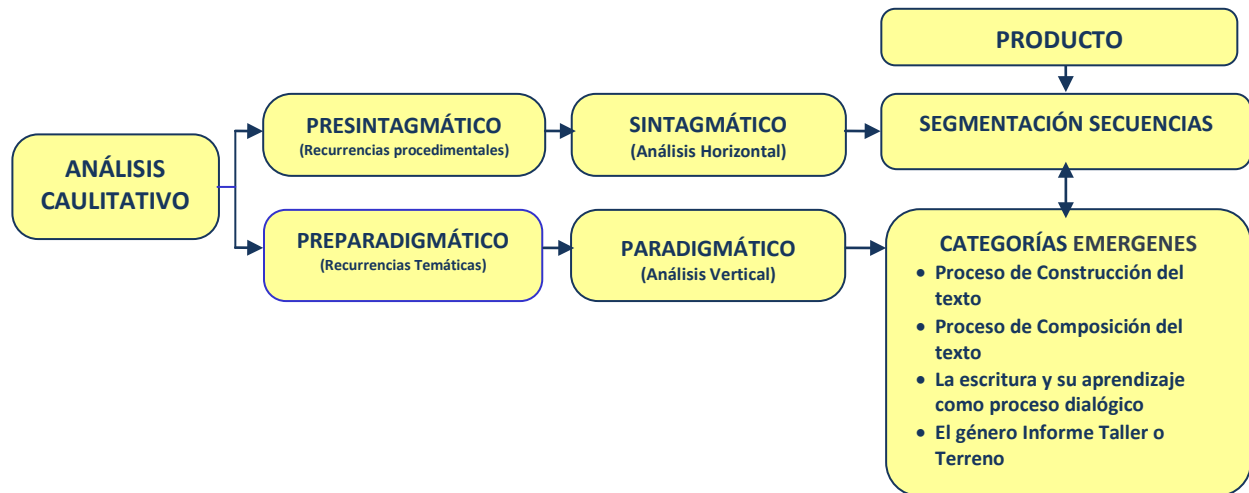 PRODUCTO
ANÁLISIS
CAULITATIVO
PRESINTAGMÁTICO
(Recurrencias procedimentales)
SINTAGMÁTICO
(Análisis Horizontal)
SEGMENTACIÓN SECUENCIAS
PREPARADIGMÁTICO
(Recurrencias Temáticas)
PARADIGMÁTICO
(Análisis Vertical)
CATEGORÍAS EMERGENES
• Proceso de Construcción del
texto
• Proceso de Composición del
texto
• La escritura y su aprendizaje
como proceso dialógico
• El género Informe Taller o
Terreno